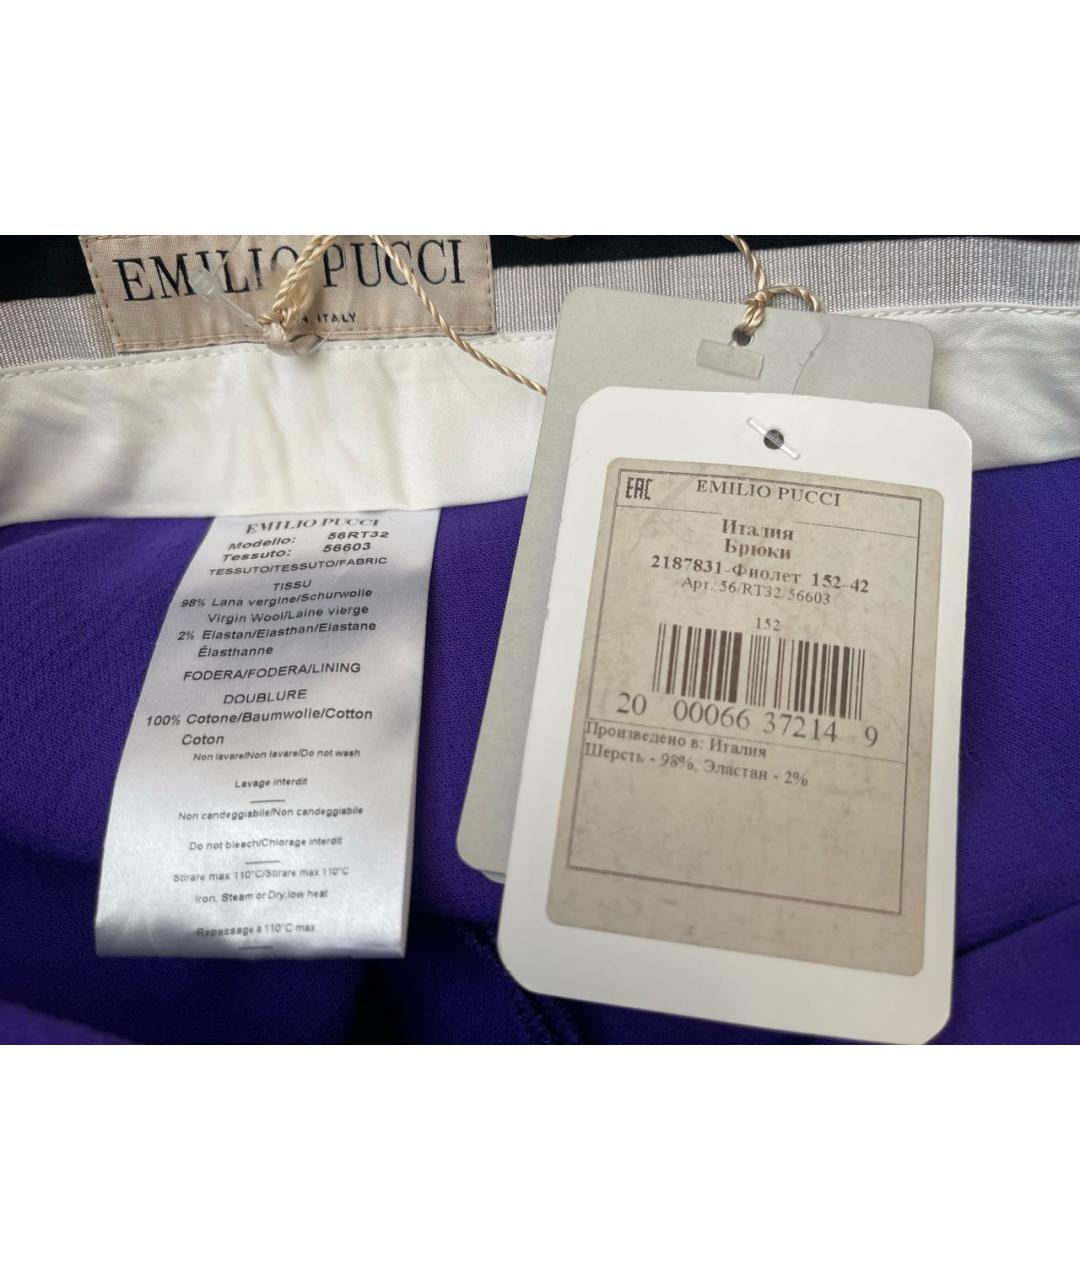 EMILIO PUCCI
ITALY
EMILIO PUCCI
Modello: 56RT32
Tessuto: 56603
TESSUTO/TESSUTO/FABRIC
TISSU
98% Lana vergine/Schurwolle
Virgin Wool/Laine vierge
2% Elastan/Elasthan/Elastane
Élasthanne
FODERA/FODERA/LINING
DOUBLURE
100% Cotone/Baumwolle/Cotton
Coton
Non lavare/Non lavare/Do not wash
Lavage interdit
Non candeggiabile/Non candeggiabile
Do not bleach/Chlorage interdit
Stirare max 110°C/Stirare max 110°C
Iron, Steam or Dry,low heat
Repassage à 110°C max
EAC EMILIO PUCCI
Италия
Брюки
2187831-Фиолет 152-42
Арт. 56/RT32/56603
152
20 00066 37214 9
Произведено в: Италия
Шерсть - 98%, Эластан - 2%